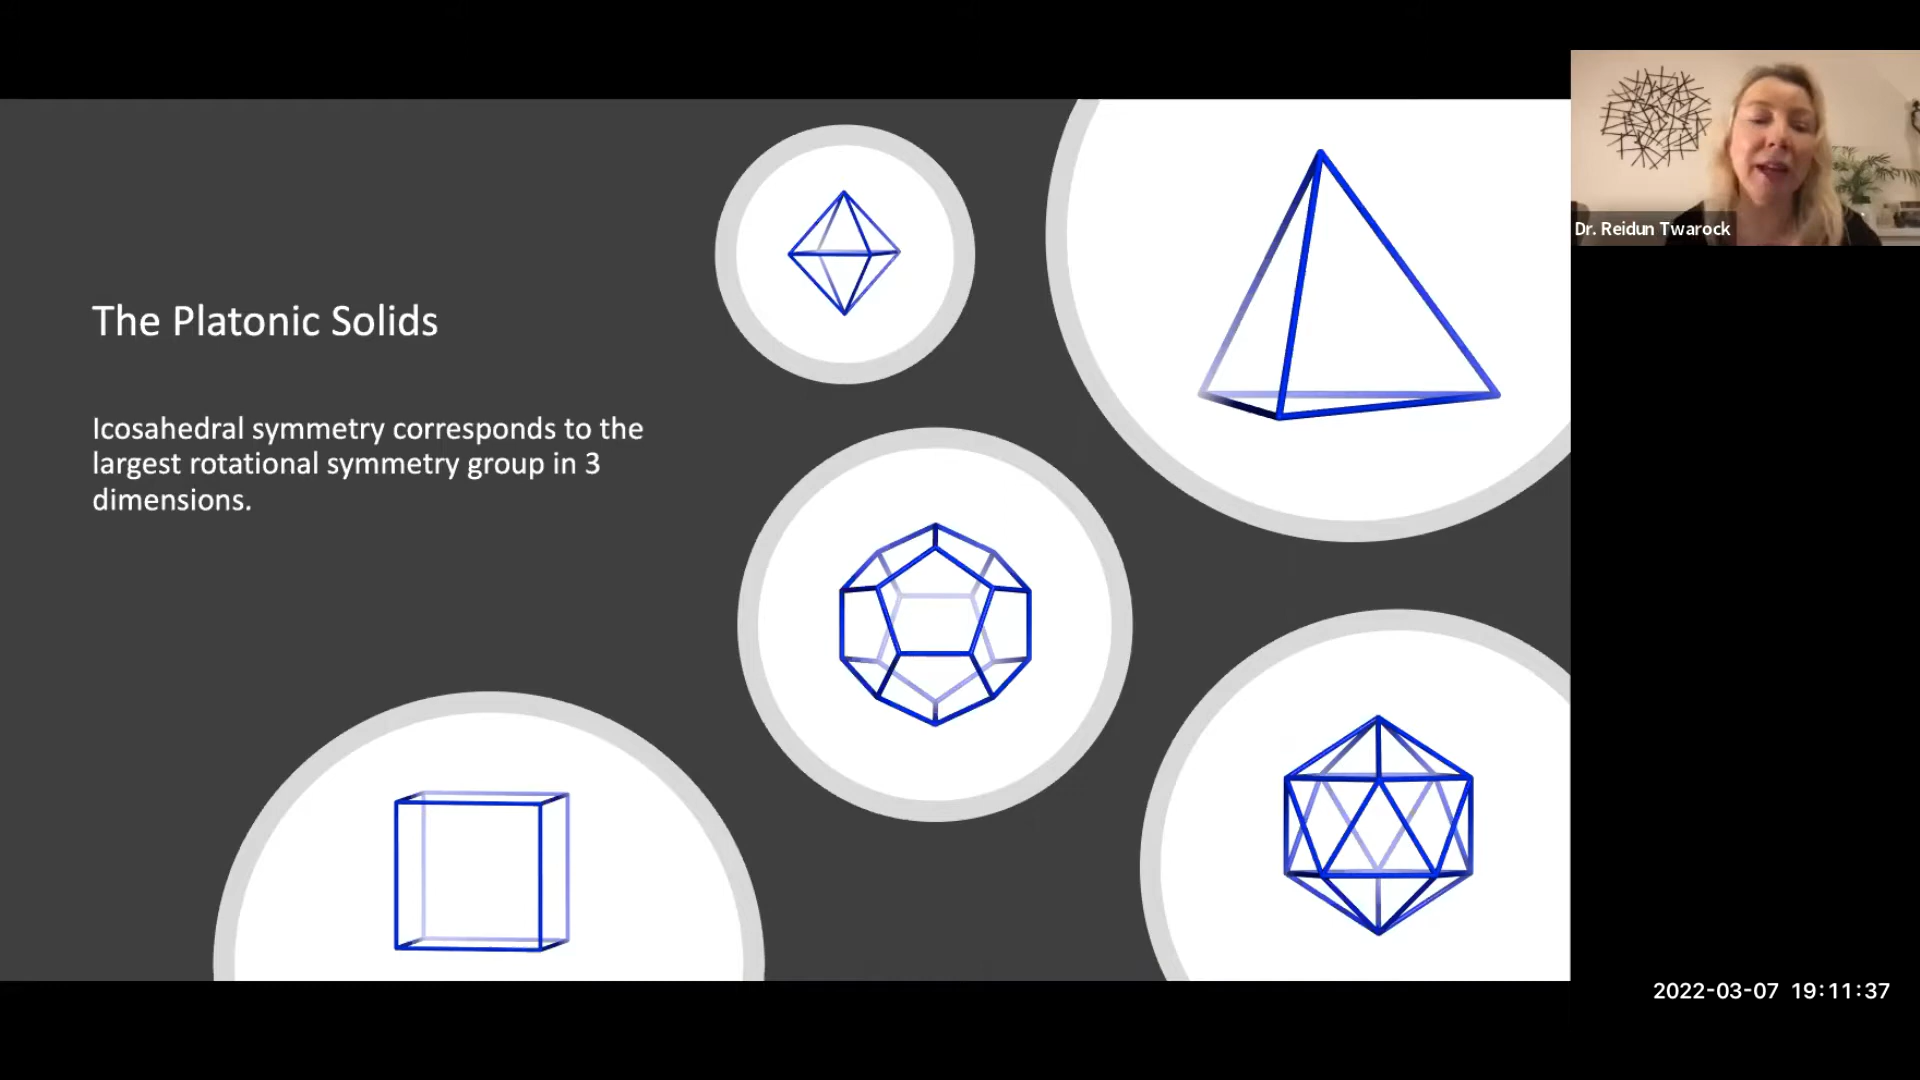 The Platonic Solids
Icosahedral symmetry corresponds to the
largest rotational symmetry group in 3
dimensions.
Dr. Reidun Twarock
2022-03-07 19:11:37